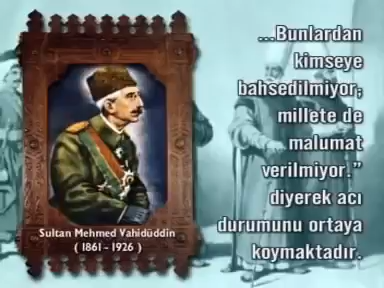 ...Bunlardan
kimseye
bahsedilmiyor;
millete de
malumat
verilmiyor.”
diyerek acı
durumunu ortaya
koymaktadır.
Sultan Mehmed Vahidüddin
( 1861 - 1926 )